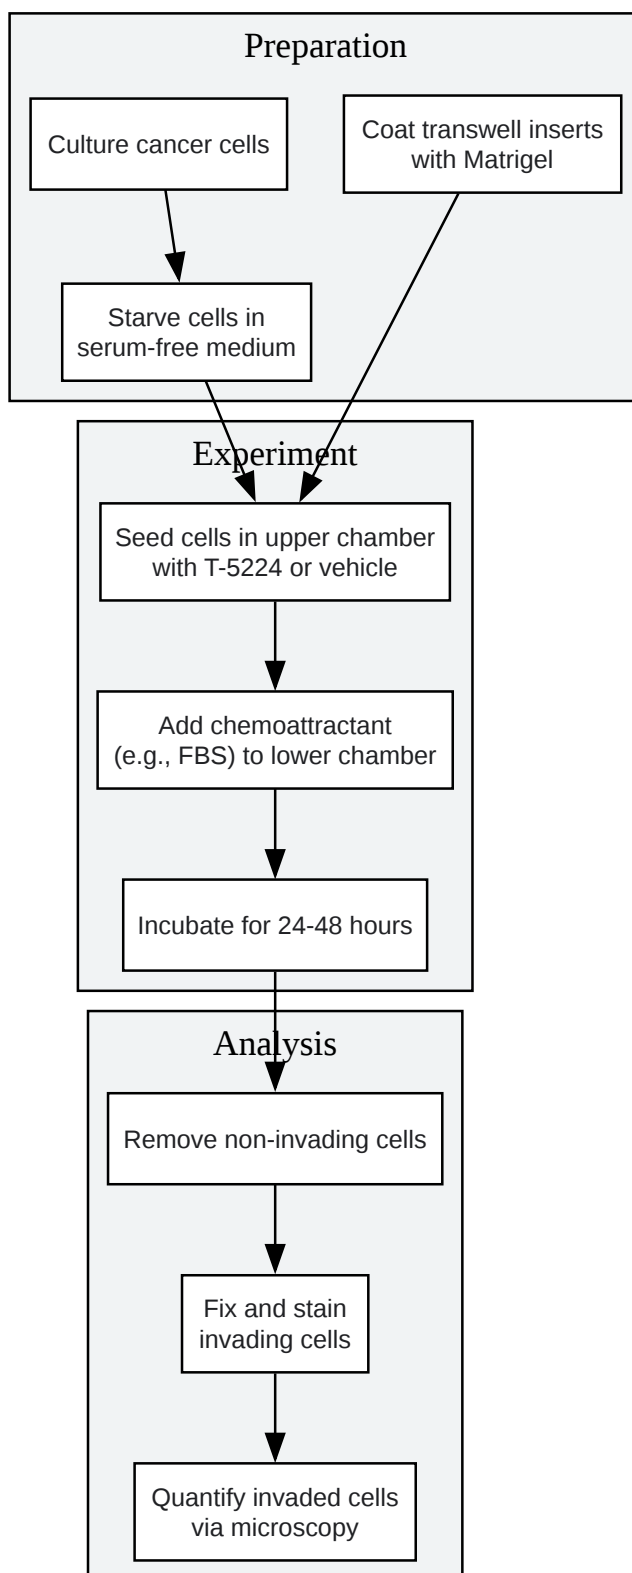 Preparation
Culture cancer cells
Coat transwell inserts
with Matrigel
Starve cells in
serum-free medium
Experiment
Seed cells in upper chamber
with T-5224 or vehicle
Add chemoattractant
(e.g., FBS) to lower chamber
Incubate for 24-48 hours
Analysis
Remove non-invading cells
Fix and stain
invading cells
Quantify invaded cells
via microscopy